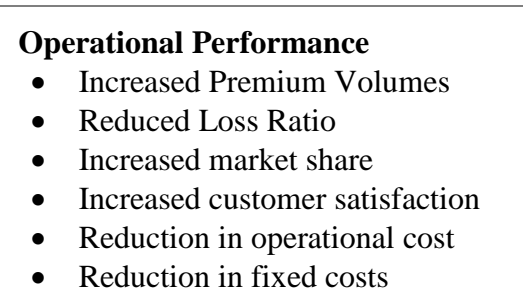 Operational Performance
• Increased Premium Volumes
• Reduced Loss Ratio
• Increased market share
• Increased customer satisfaction
• Reduction in operational cost
• Reduction in fixed costs